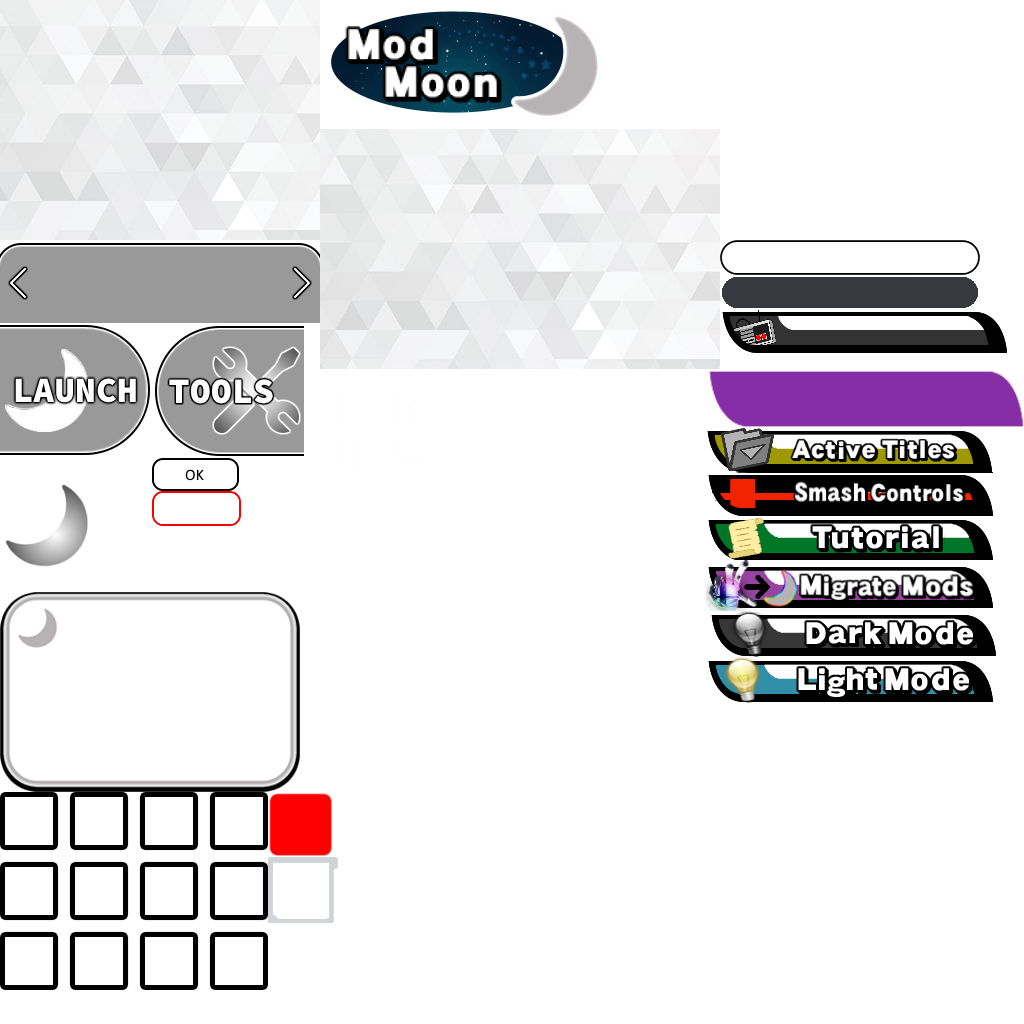 Mod
Moon
LAUNCH
TOOLS
OK
Active Titles
Smash Controls
Tutorial
Migrate Mods
Dark Mode
Light Mode